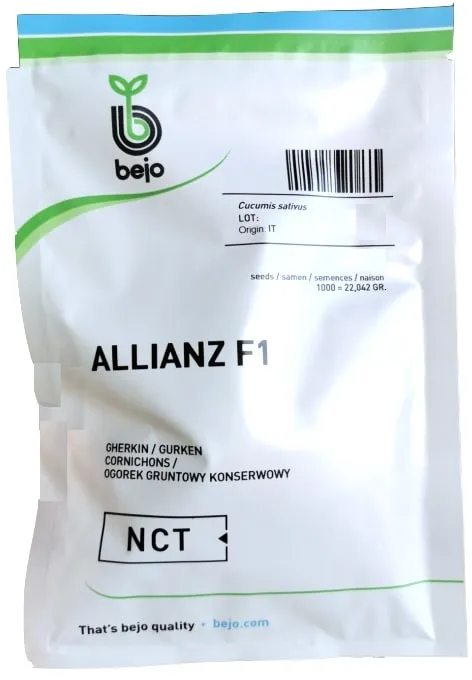 bejo
Cucumis sativus
LOT:
Origin: IT
seeds / samen / semences / naison
1000 = 22,042 GR.
ALLIANZ F1
GHERKIN / GURKEN
CORNICHONS /
OGOREK GRUNTOWY KONSERWOWY
NCT
That's bejo quality • bejo.com